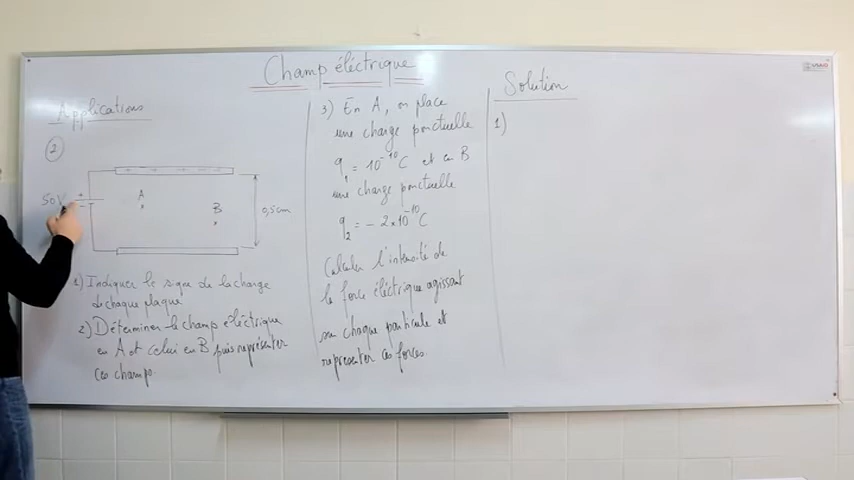 Champ électrique
Applications
2
50V
+
-
A
B
0,5cm
1) Indiquer le signe de la charge
de chaque plaque
2) Déterminer le champ électrique
en A et celui en B puis représenter
ces champs.
3) En A, on place
une charge ponctuelle
q₁ = 10⁻¹⁰ C et en B
une charge ponctuelle
q₂ = -2×10⁻¹⁰ C
Calculer l'intensité de
la force électrique agissant
sur chaque particule et
représenter ces forces.
Solution
1)
USAID